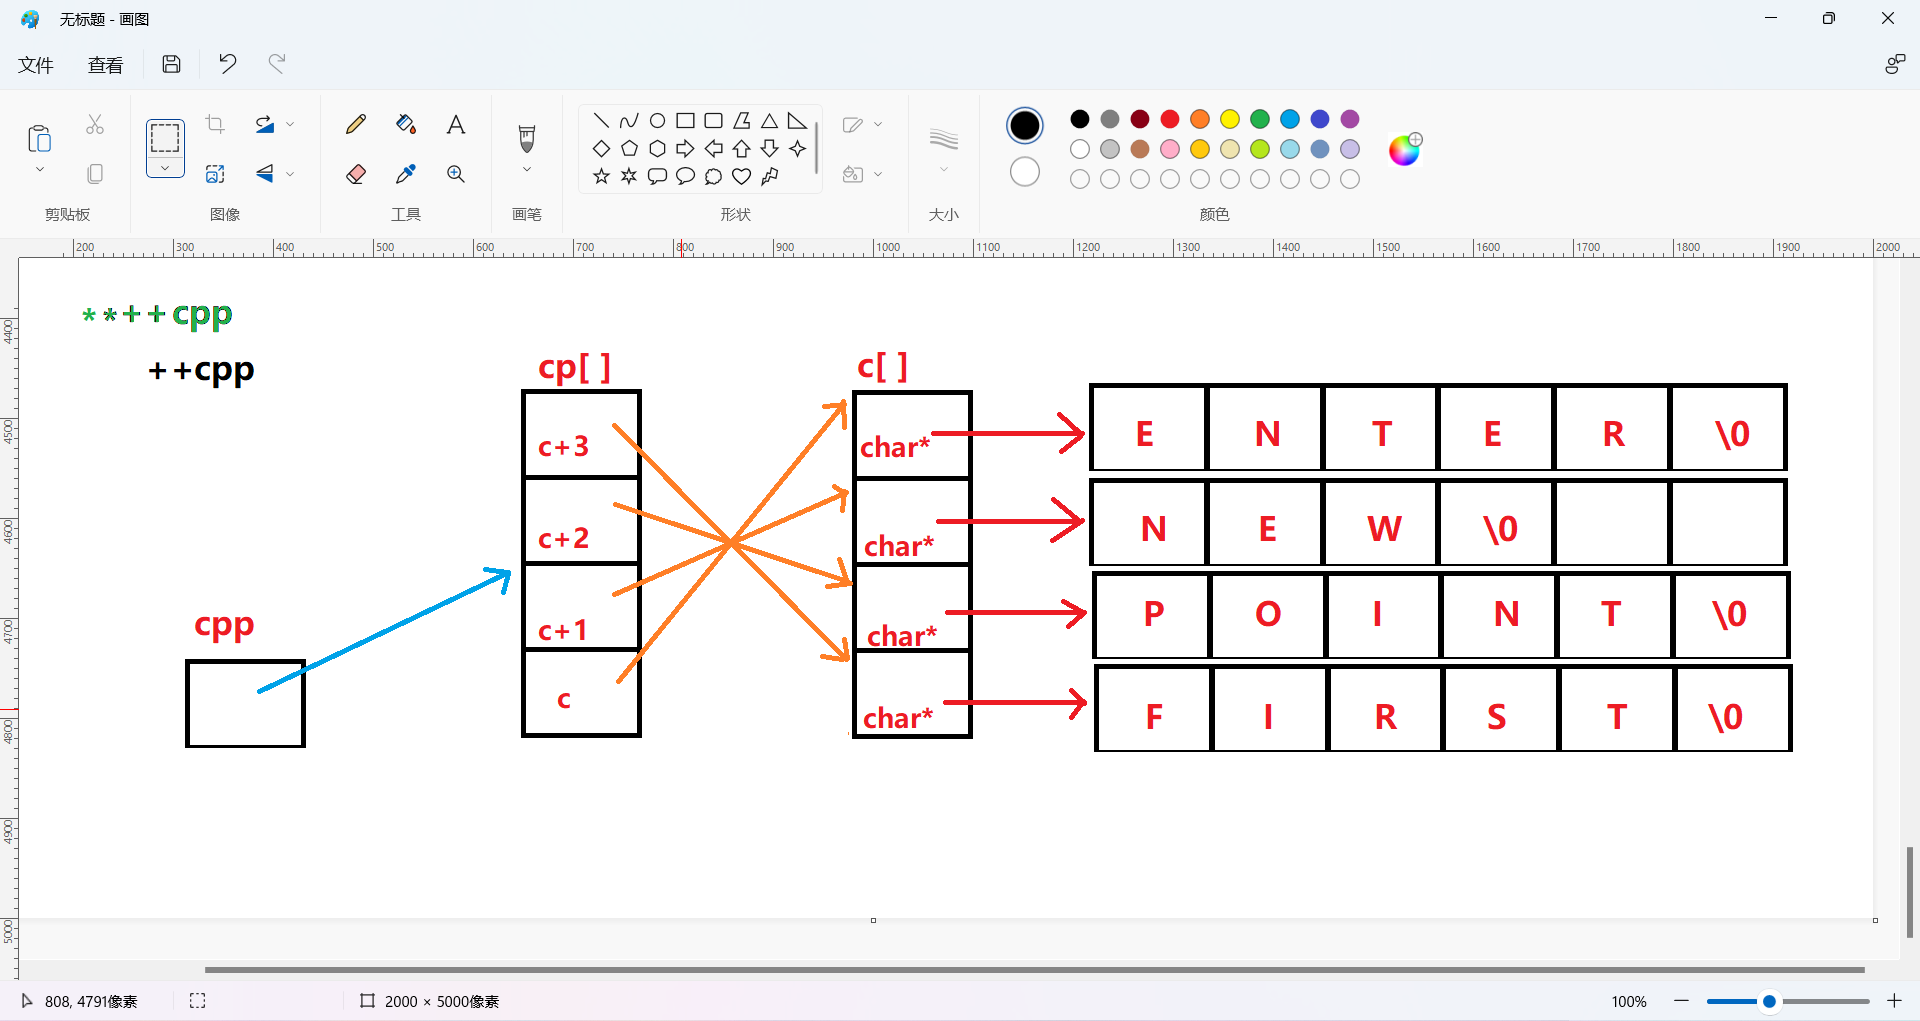 无标题 - 画图
文件 查看
剪贴板 图像 工具 画笔 形状 大小 颜色
200 300 400 500 600 700 800 900 1000 1100 1200 1300 1400 1500 1600 1700 1800 1900 2000
4400
4500
4600
4700
4800
4900
5000
**++cpp
++cpp
cp[ ] c[ ]
c+3 char* E N T E R \0
c+2 char* N E W \0
c+1 char* P O I N T \0
cpp
c char* F I R S T \0
808, 4791像素 2000 × 5000像素 100%